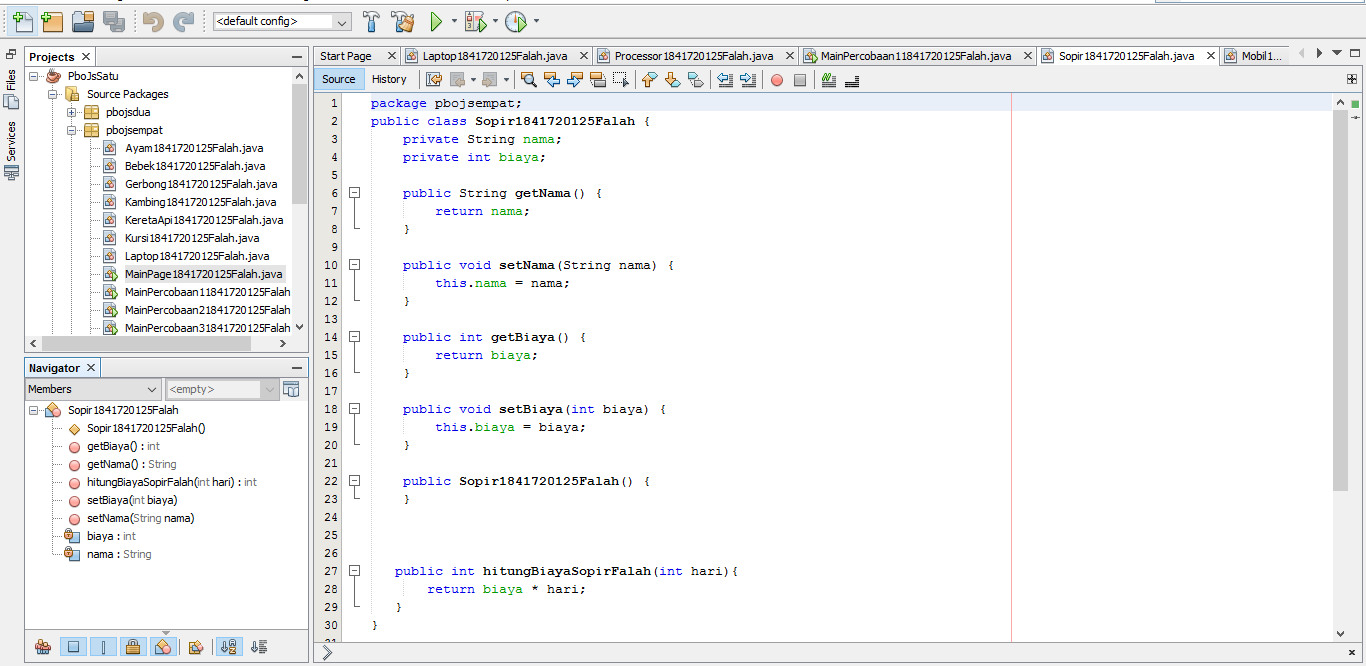 <default config>
Projects
Start Page
Laptop1841720125Falah.java
Processor1841720125Falah.java
MainPercobaan11841720125Falah.java
Sopir1841720125Falah.java
Mobil1...
Files
Services
PboJsSatu
Source Packages
pbojsdua
pbojsempat
Ayam1841720125Falah.java
Bebek1841720125Falah.java
Gerbong1841720125Falah.java
Kambing1841720125Falah.java
KeretaApi1841720125Falah.java
Kursi1841720125Falah.java
Laptop1841720125Falah.java
MainPage1841720125Falah.java
MainPercobaan11841720125Falah
MainPercobaan21841720125Falah
MainPercobaan31841720125Falah
Navigator
Members
<empty>
Sopir1841720125Falah
Sopir1841720125Falah()
getBiaya() : int
getNama() : String
hitungBiayaSopirFalah(int hari) : int
setBiaya(int biaya)
setNama(String nama)
biaya : int
nama : String
Source History
1 package pbojsempat;
2 public class Sopir1841720125Falah {
3 private String nama;
4 private int biaya;
5
6 public String getNama() {
7 return nama;
8 }
9
10 public void setNama(String nama) {
11 this.nama = nama;
12 }
13
14 public int getBiaya() {
15 return biaya;
16 }
17
18 public void setBiaya(int biaya) {
19 this.biaya = biaya;
20 }
21
22 public Sopir1841720125Falah() {
23 }
24
25
26
27 public int hitungBiayaSopirFalah(int hari){
28 return biaya * hari;
29 }
30 }